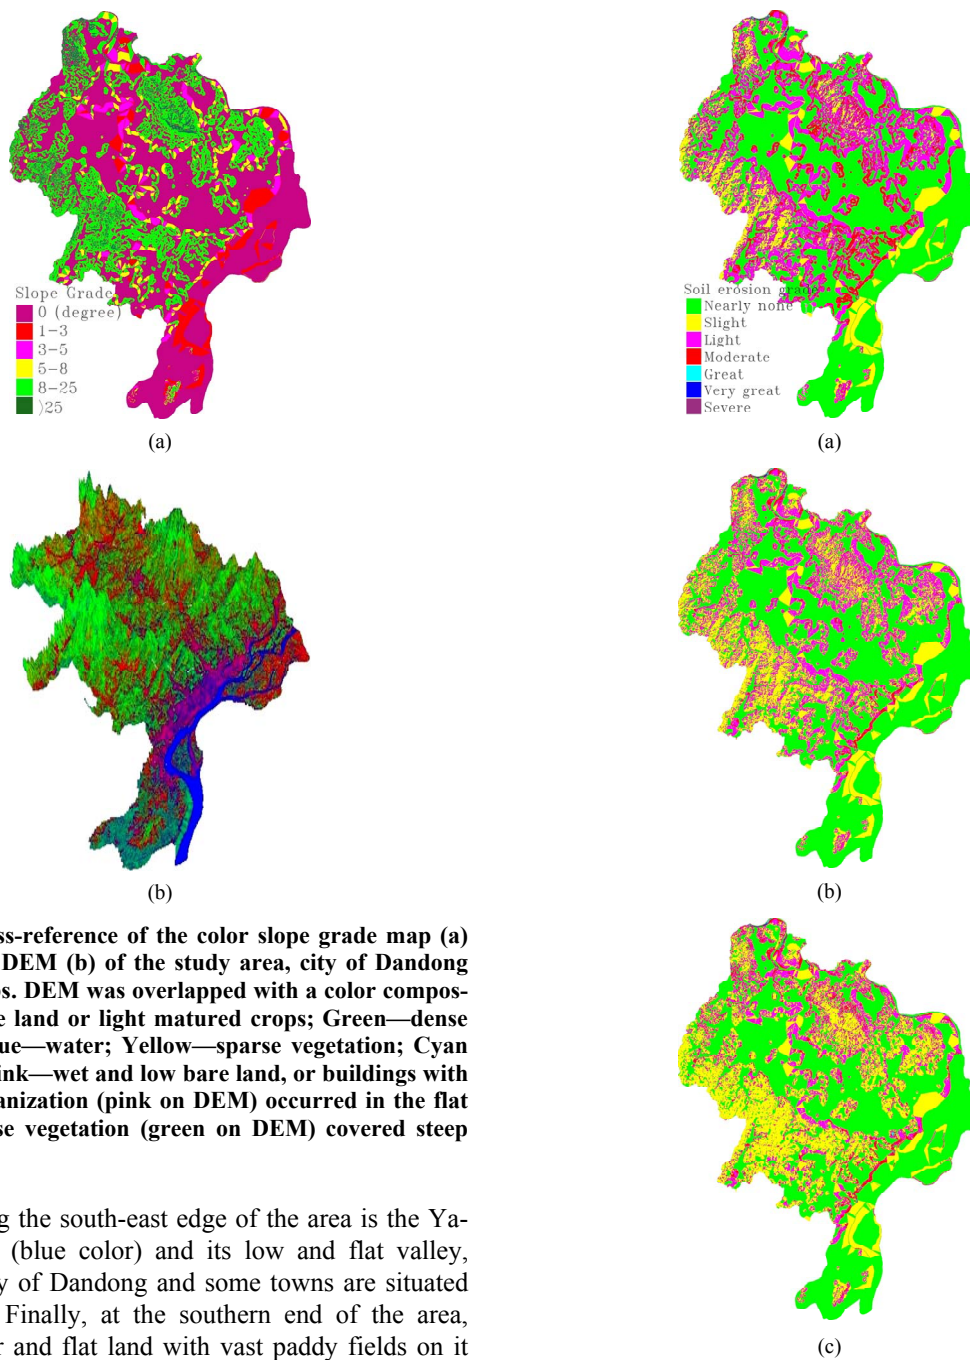 Slope Grade
0 (degree)
1-3
3-5
5-8
8-25
)25
(a)
(b)
ss-reference of the color slope grade map (a)
DEM (b) of the study area, city of Dandong
os. DEM was overlapped with a color compos-
e land or light matured crops; Green—dense
ue—water; Yellow—sparse vegetation; Cyan
ink—wet and low bare land, or buildings with
anization (pink on DEM) occurred in the flat
se vegetation (green on DEM) covered steep
g the south-east edge of the area is the Ya-
(blue color) and its low and flat valley,
y of Dandong and some towns are situated
Finally, at the southern end of the area,
r and flat land with vast paddy fields on it
Soil erosion grade
Nearly none
Slight
Light
Moderate
Great
Very great
Severe
(a)
(b)
(c)